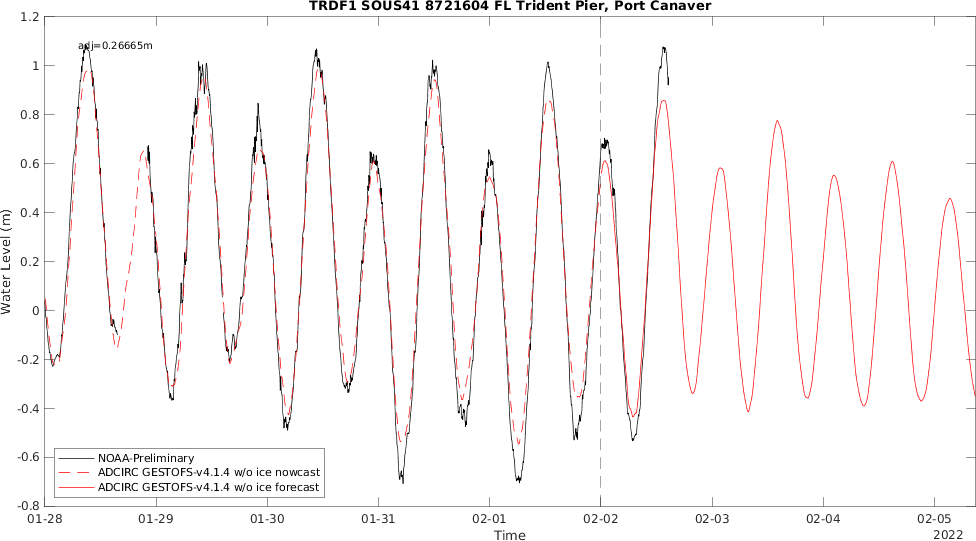 TRDF1 SOUS41 8721604 FL Trident Pier, Port Canaver
adj=0.26665m
1.2
1
0.8
0.6
0.4
0.2
0
-0.2
-0.4
-0.6
-0.8
Water Level (m)
NOAA-Preliminary
ADCIRC GESTOFS-v4.1.4 w/o ice nowcast
ADCIRC GESTOFS-v4.1.4 w/o ice forecast
01-28 01-29 01-30 01-31 02-01 02-02 02-03 02-04 02-05
Time
2022